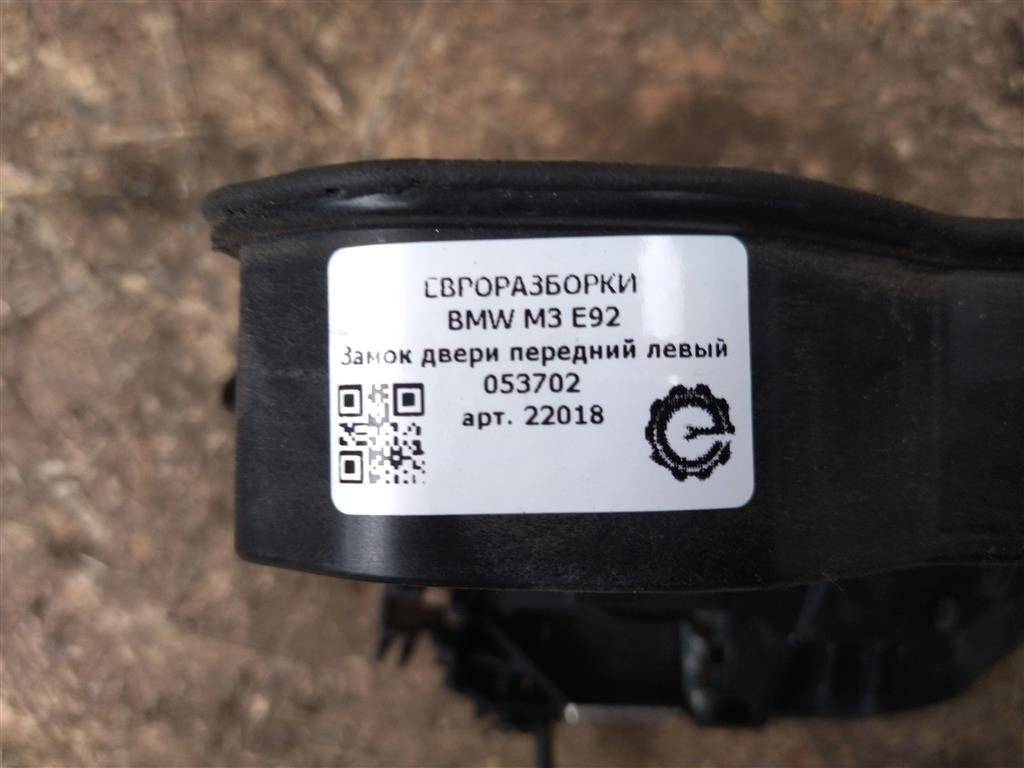 ЕВРОРАЗБОРКИ
BMW M3 E92
Замок двери передний левый
053702
арт. 22018